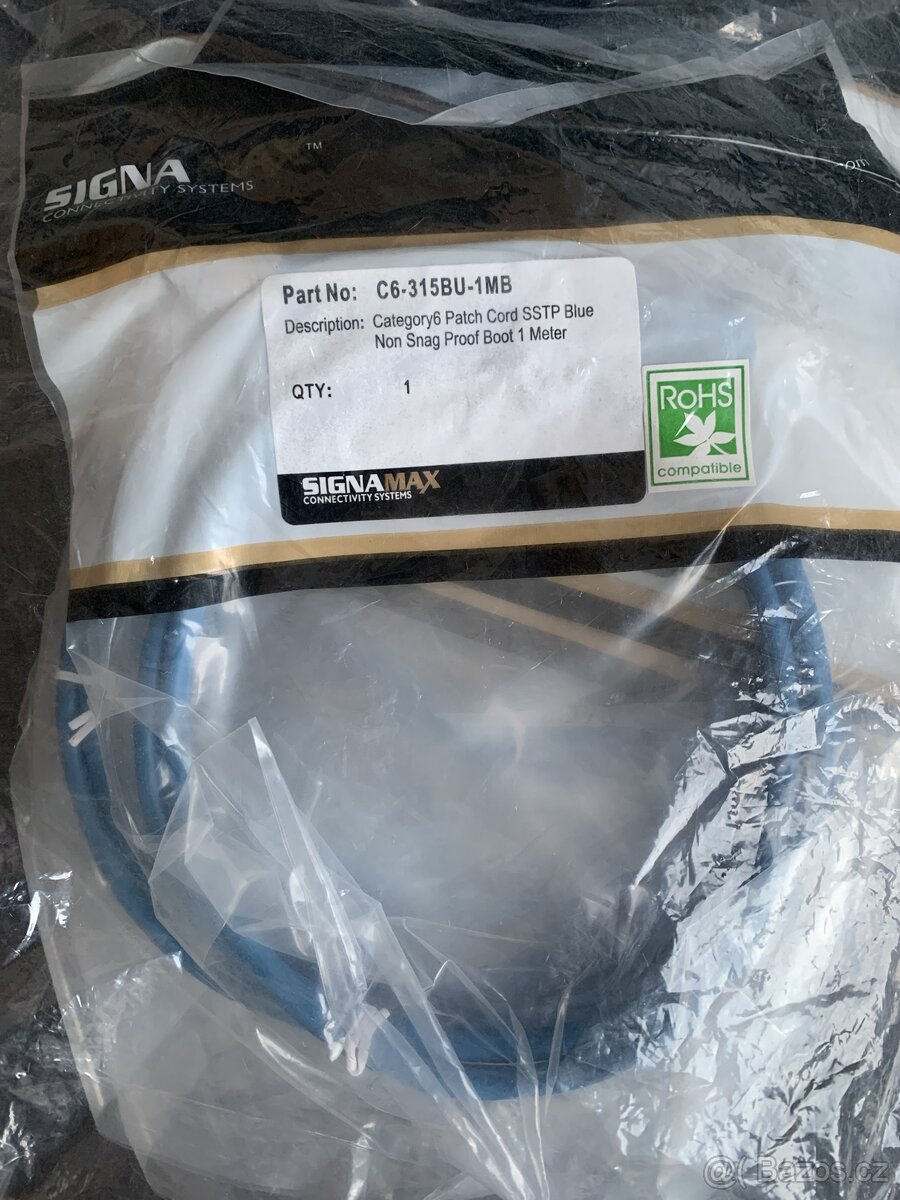 SIGNA
TM
CONNECTIVITY SYSTEMS
Part No: C6-315BU-1MB
Description: Category6 Patch Cord SSTP Blue
Non Snag Proof Boot 1 Meter
QTY: 1
RoHS
compatible
SIGNAMAX
CONNECTIVITY SYSTEMS
@ Bazos.cz